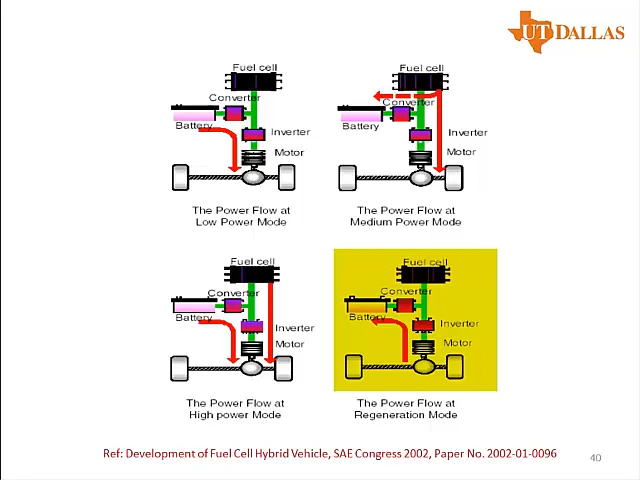 UT DALLAS
Fuel cell
Converter
Battery
Inverter
Motor
The Power Flow at
Low Power Mode
Fuel cell
Converter
Battery
Inverter
Motor
The Power Flow at
Medium Power Mode
Fuel cell
Converter
Battery
Inverter
Motor
The Power Flow at
High power Mode
Fuel cell
Converter
Battery
Inverter
Motor
The Power Flow at
Regeneration Mode
Ref: Development of Fuel Cell Hybrid Vehicle, SAE Congress 2002, Paper No. 2002-01-0096
40